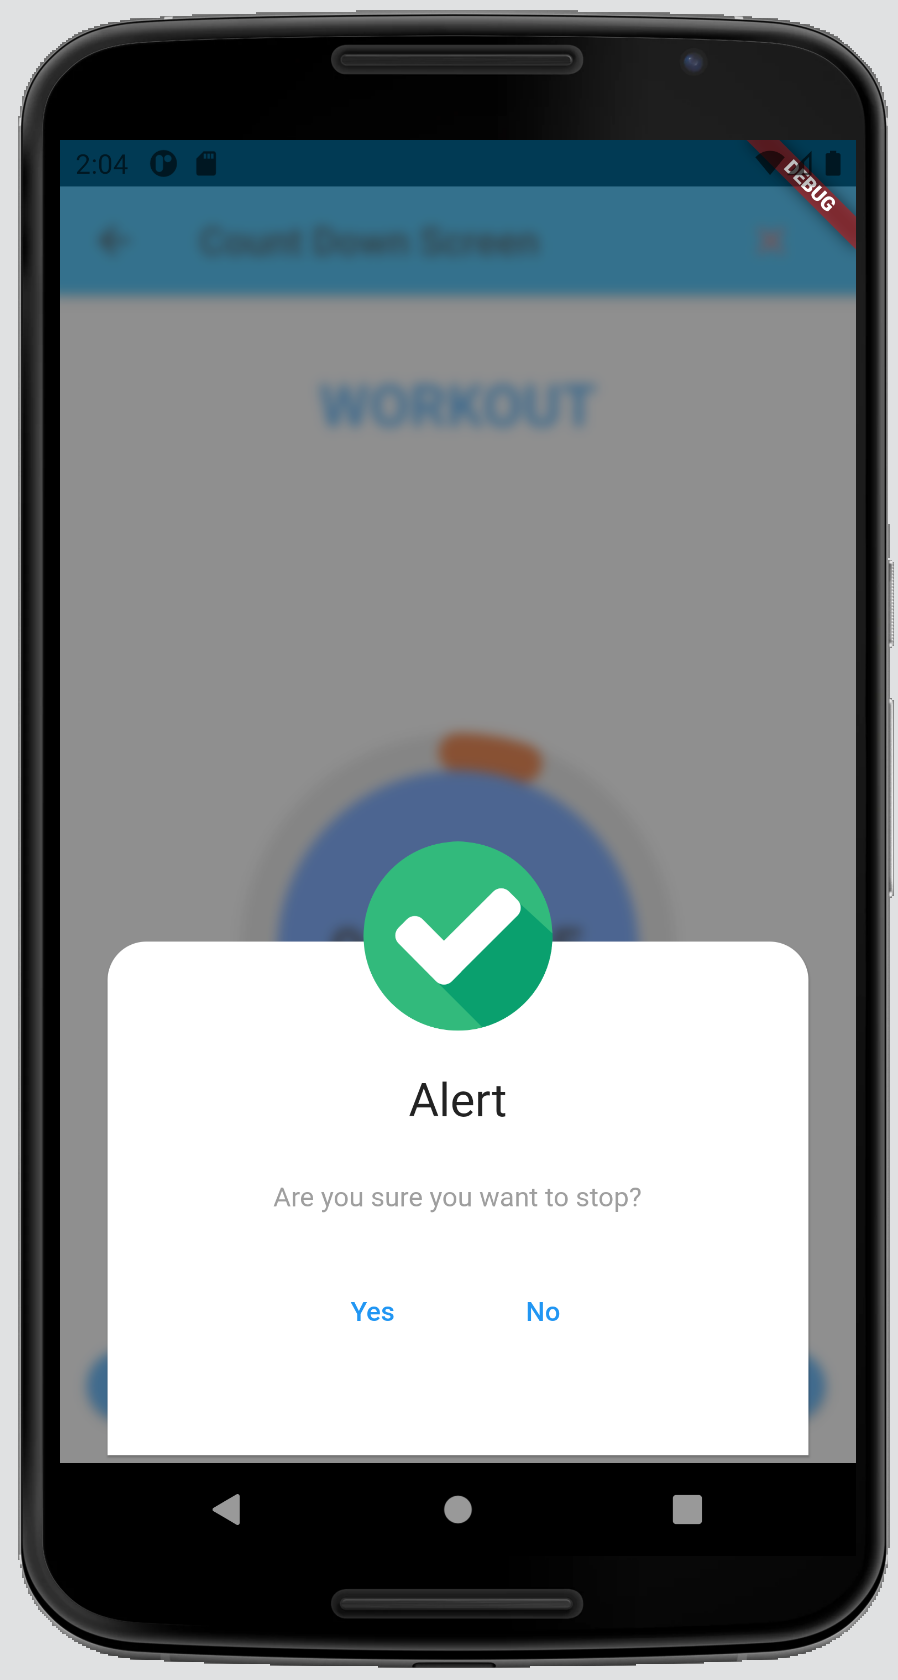 2:04
DEBUG
Count Down Screen
WORKOUT
Alert
Are you sure you want to stop?
Yes No